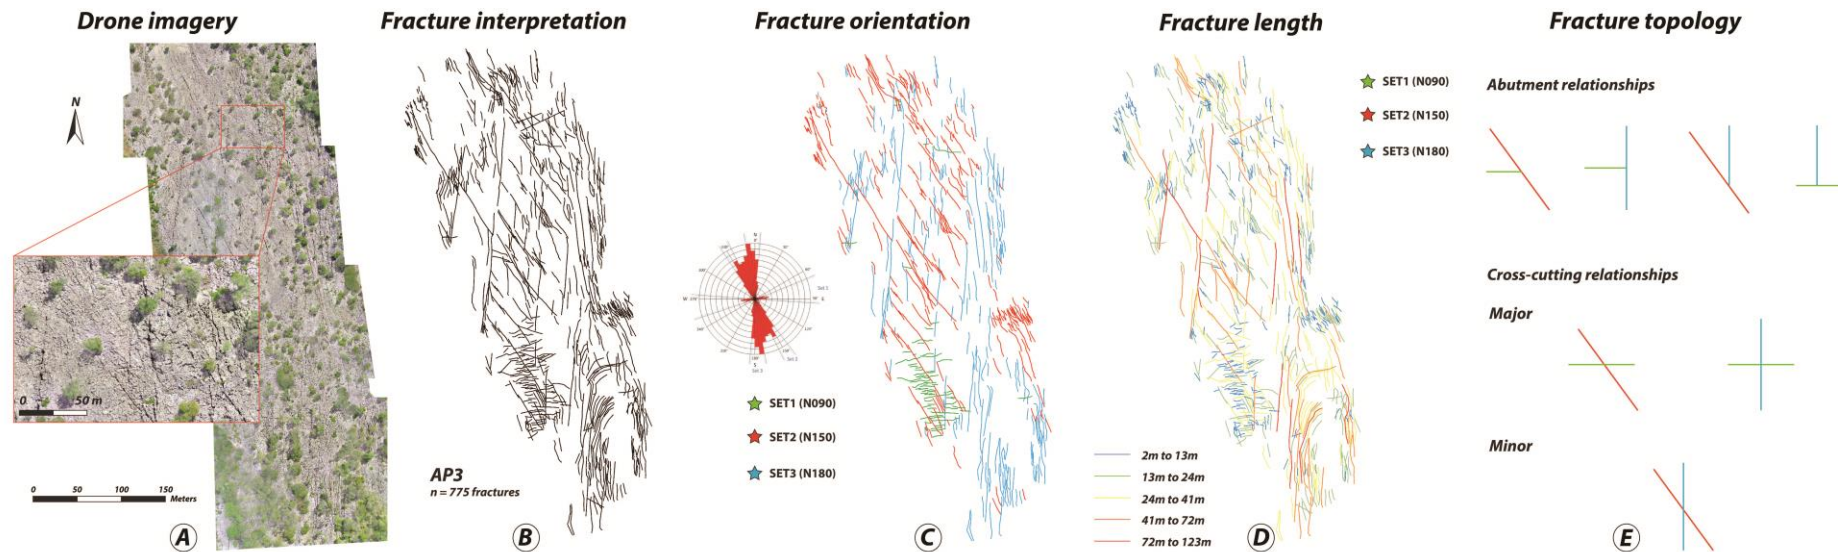 Drone imagery
Fracture interpretation
Fracture orientation
Fracture length
Fracture topology
N
0 50 m
0 50 100 150
Meters
A
AP3
n = 775 fractures
B
N
W
E
S
Set 3
SET1 (N090)
SET2 (N150)
SET3 (N180)
C
SET1 (N090)
SET2 (N150)
SET3 (N180)
2m to 13m
13m to 24m
24m to 41m
41m to 72m
72m to 123m
D
Abutment relationships
Cross-cutting relationships
Major
Minor
E